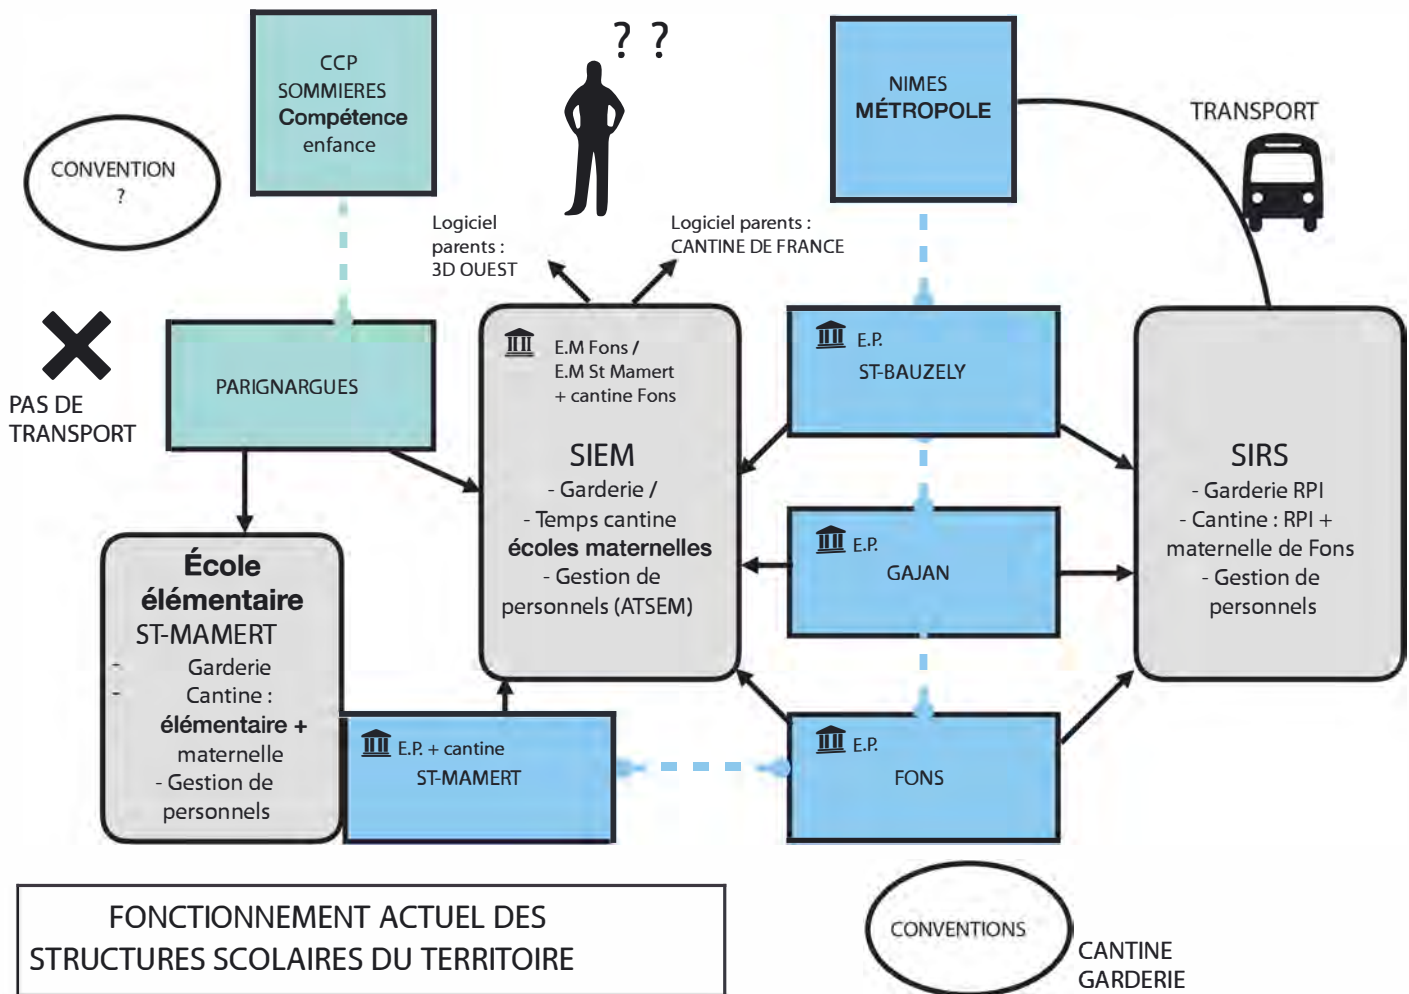 CCP
SOMMIERES
Compétence
enfance
? ?
NIMES
MÉTROPOLE
TRANSPORT
CONVENTION
?
Logiciel
parents :
3D OUEST
Logiciel parents :
CANTINE DE FRANCE
PAS DE
TRANSPORT
PARIGNARGUES
E.M Fons /
E.M St Mamert
+ cantine Fons
SIEM
- Garderie /
- Temps cantine
écoles maternelles
- Gestion de
personnels (ATSEM)
E.P.
ST-BAUZELY
E.P.
GAJAN
E.P.
FONS
SIRS
- Garderie RPI
- Cantine : RPI +
maternelle de Fons
- Gestion de
personnels
École
élémentaire
ST-MAMERT
- Garderie
- Cantine :
élémentaire +
maternelle
- Gestion de
personnels
E.P. + cantine
ST-MAMERT
FONCTIONNEMENT ACTUEL DES
STRUCTURES SCOLAIRES DU TERRITOIRE
CONVENTIONS
CANTINE
GARDERIE